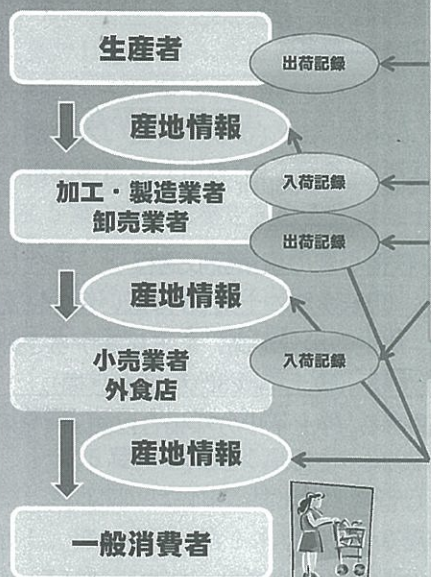 生産者
出荷記録
産地情報
入荷記録
加工・製造業者
卸売業者
出荷記録
産地情報
小売業者
外食店
入荷記録
産地情報
一般消費者